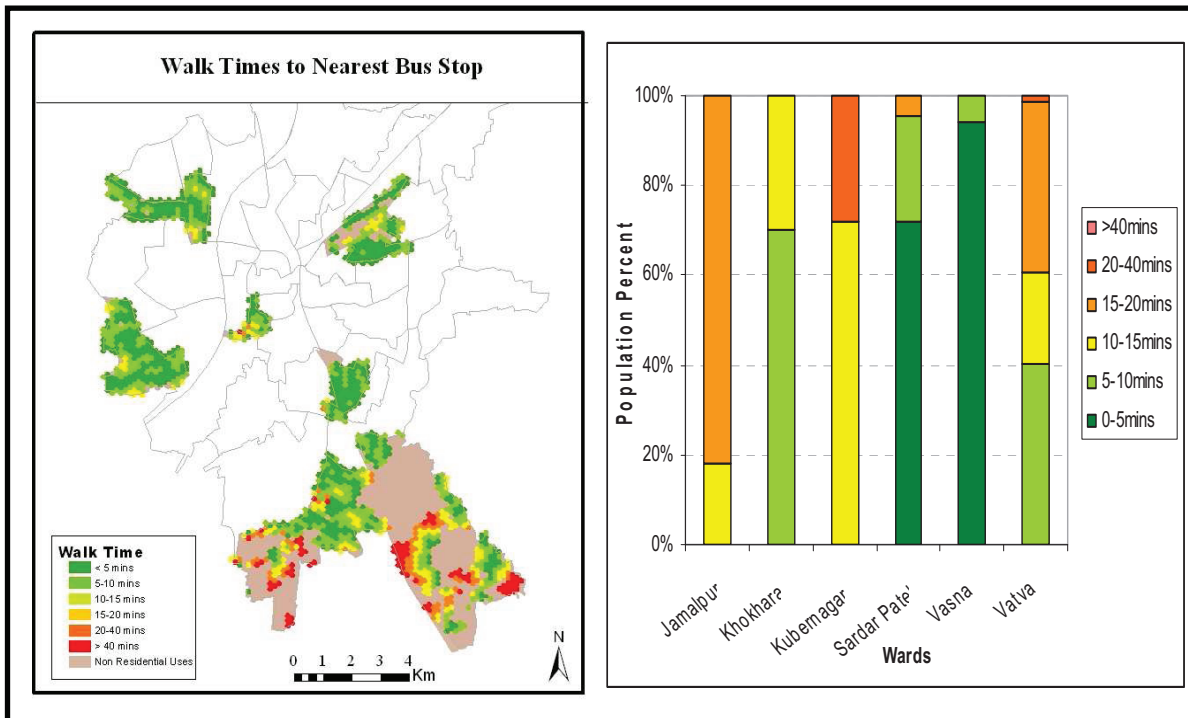 Walk Times to Nearest Bus Stop
Walk Time
< 5 mins
5-10 mins
10-15 mins
15-20 mins
20-40 mins
> 40 mins
Non Residential Uses
0 1 2 3 4
Km
N
Population Percent
100%
80%
60%
40%
20%
0%
Jamalpur
Khokhara
Kubernagar
Sardar Patel
Vasna
Vatva
Wards
>40mins
20-40mins
15-20mins
10-15mins
5-10mins
0-5mins